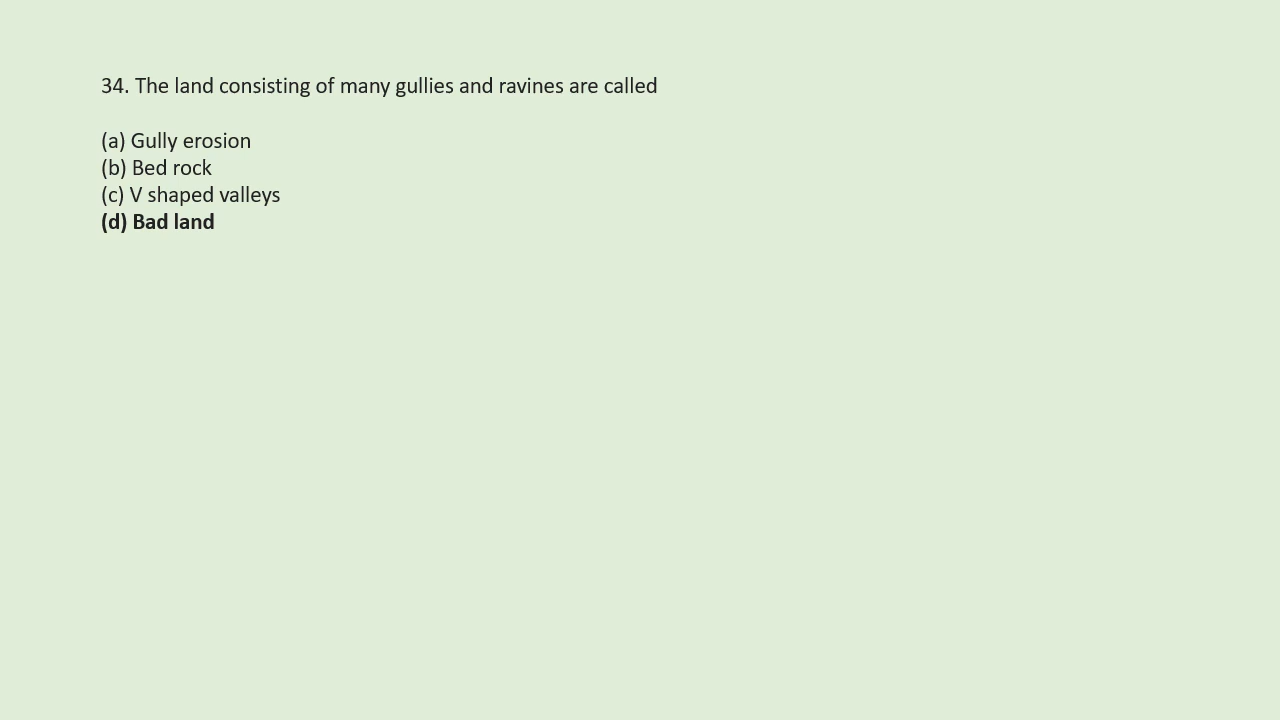 34. The land consisting of many gullies and ravines are called
(a) Gully erosion
(b) Bed rock
(c) V shaped valleys
(d) Bad land